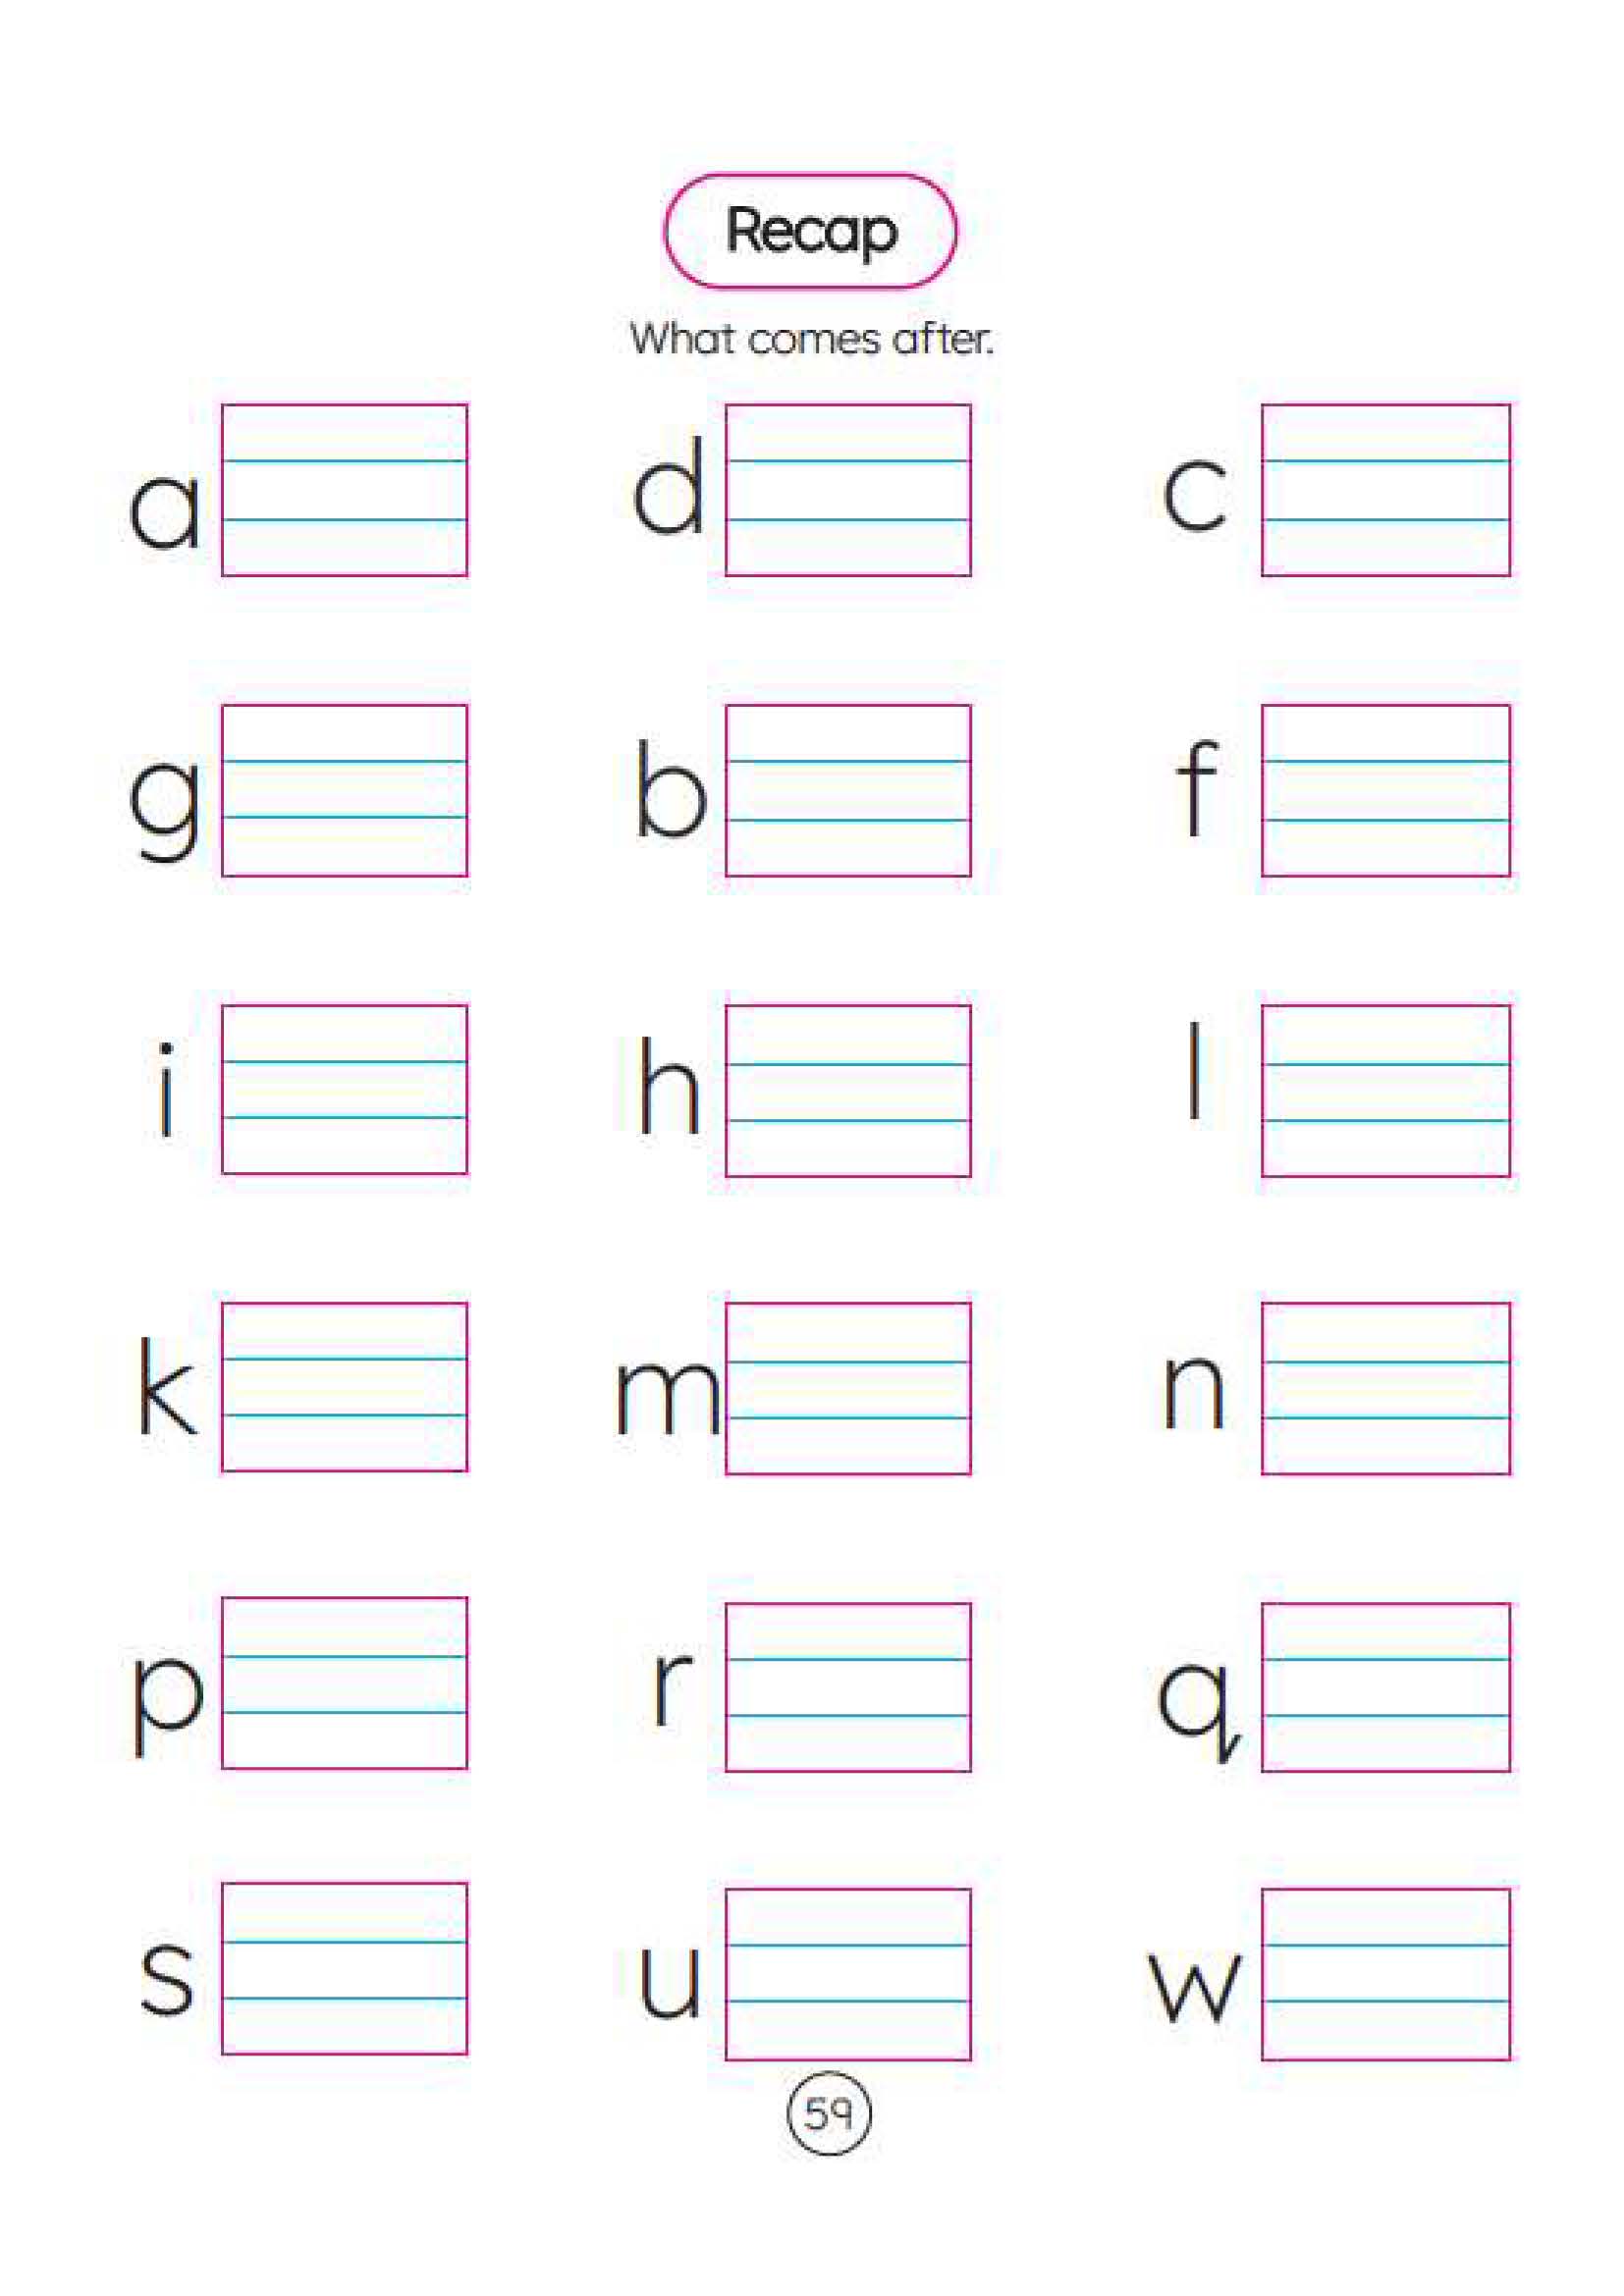 Recap
What comes after.
a d c
g b f
i h l
k m n
p r q
s u w
59